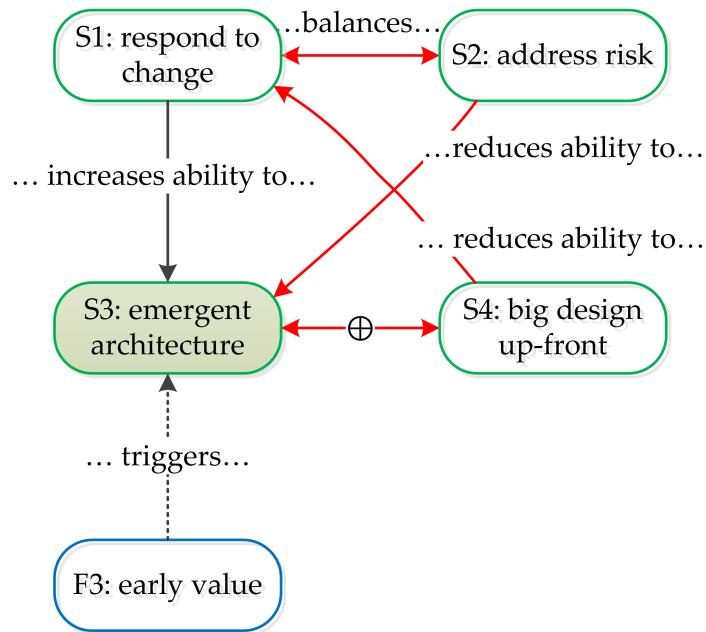 S1: respond to
change
…balances…
S2: address risk
…reduces ability to…
… increases ability to…
… reduces ability to…
S3: emergent
architecture
⊕
S4: big design
up-front
… triggers…
F3: early value